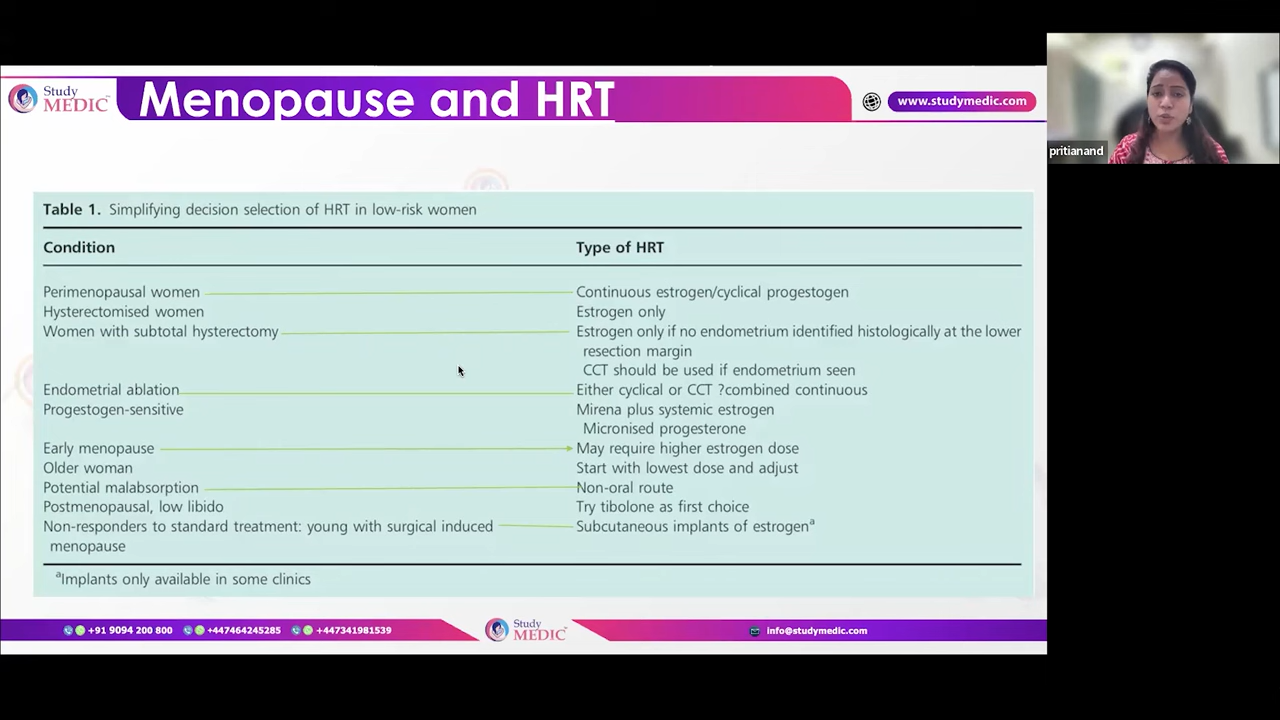 Study
MEDIC
Menopause and HRT
www.studymedic.com
pritianand
Table 1. Simplifying decision selection of HRT in low-risk women
Condition Type of HRT
Perimenopausal women Continuous estrogen/cyclical progestogen
Hysterectomised women Estrogen only
Women with subtotal hysterectomy Estrogen only if no endometrium identified histologically at the lower
resection margin
CCT should be used if endometrium seen
Endometrial ablation Either cyclical or CCT ?combined continuous
Progestogen-sensitive Mirena plus systemic estrogen
Micronised progesterone
Early menopause May require higher estrogen dose
Older woman Start with lowest dose and adjust
Potential malabsorption Non-oral route
Postmenopausal, low libido Try tibolone as first choice
Non-responders to standard treatment: young with surgical induced Subcutaneous implants of estrogenᵃ
menopause
ᵃImplants only available in some clinics
+91 9094 200 800 +447464245285 +447341981539
Study
MEDIC
info@studymedic.com